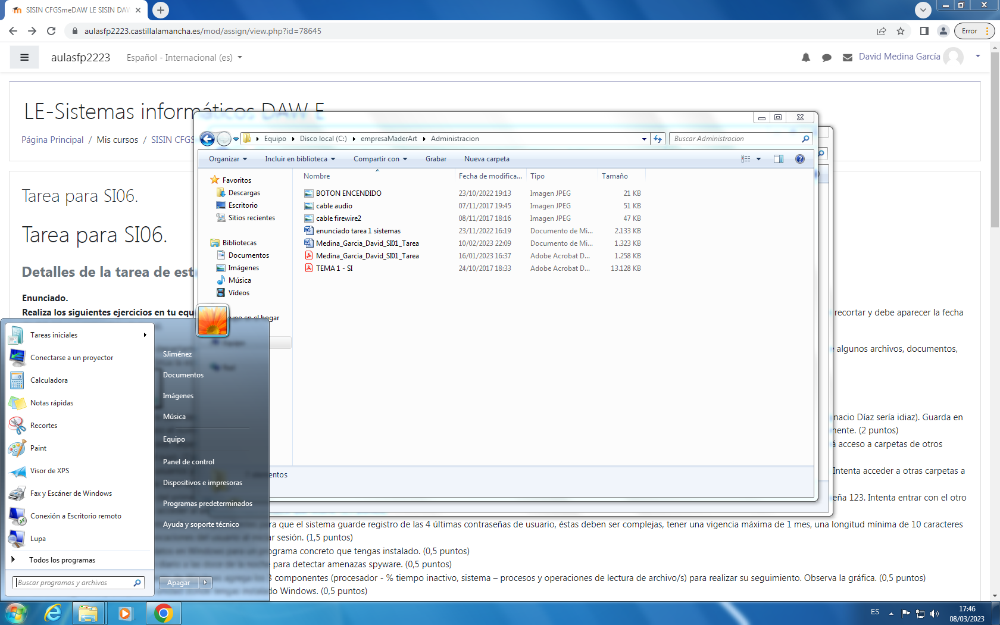 SISIN CFGSmeDAW LE SISIN DAW
aulasfp2223.castillalamancha.es/mod/assign/view.php?id=78645
Error
aulasfp2223
Español - Internacional (es)
David Medina García
LE-Sistemas informáticos DAW E
Página Principal / Mis cursos / SISIN CFGS
Tarea para SI06.
Tarea para SI06.
Detalles de la tarea de est
Enunciado.
Realiza los siguientes ejercicios en tu equ
recortar y debe aparecer la fecha
algunos archivos, documentos,
nacio Díaz sería idiaz). Guarda en
mente. (2 puntos)
acceso a carpetas de otros
Intenta acceder a otras carpetas a
eña 123. Intenta entrar con el otro
para que el sistema guarde registro de las 4 últimas contraseñas de usuario, éstas deben ser complejas, tener una vigencia máxima de 1 mes, una longitud mínima de 10 caracteres
ar sesión. (1,5 puntos)
grama concreto que tengas instalado. (0,5 puntos)
para detectar amenazas spyware. (0,5 puntos)
3 componentes (procesador - % tiempo inactivo, sistema – procesos y operaciones de lectura de archivo/s) para realizar su seguimiento. Observa la gráfica. (0,5 puntos)
do Windows. (0,5 puntos)
Equipo Disco local (C:) empresaMaderArt Administracion
Buscar Administracion
Organizar Incluir en biblioteca Compartir con Grabar Nueva carpeta
Favoritos
Descargas
Escritorio
Sitios recientes
Bibliotecas
Documentos
Imágenes
Música
Vídeos
en el hogar
Equipo
Red
Nombre Fecha de modifica... Tipo Tamaño
BOTON ENCENDIDO 23/10/2022 19:13 Imagen JPEG 21 KB
cable audio 07/11/2017 19:45 Imagen JPEG 51 KB
cable firewire2 08/11/2017 18:16 Imagen JPEG 47 KB
enunciado tarea 1 sistemas 23/11/2022 16:19 Documento de Mi... 2.133 KB
Medina_Garcia_David_SI01_Tarea 10/02/2023 22:09 Documento de Mi... 1.323 KB
Medina_Garcia_David_SI01_Tarea 16/01/2023 16:37 Adobe Acrobat D... 1.258 KB
TEMA 1 - SI 24/10/2017 18:33 Adobe Acrobat D... 13.128 KB
7 elementos
Tareas iniciales
Conectarse a un proyector
Calculadora
Notas rápidas
Recortes
Paint
Visor de XPS
Fax y Escáner de Windows
Conexión a Escritorio remoto
Lupa
Todos los programas
Buscar programas y archivos
SJiménez
Documentos
Imágenes
Música
Equipo
Panel de control
Dispositivos e impresoras
Programas predeterminados
Ayuda y soporte técnico
Apagar
ES
17:46
08/03/2023